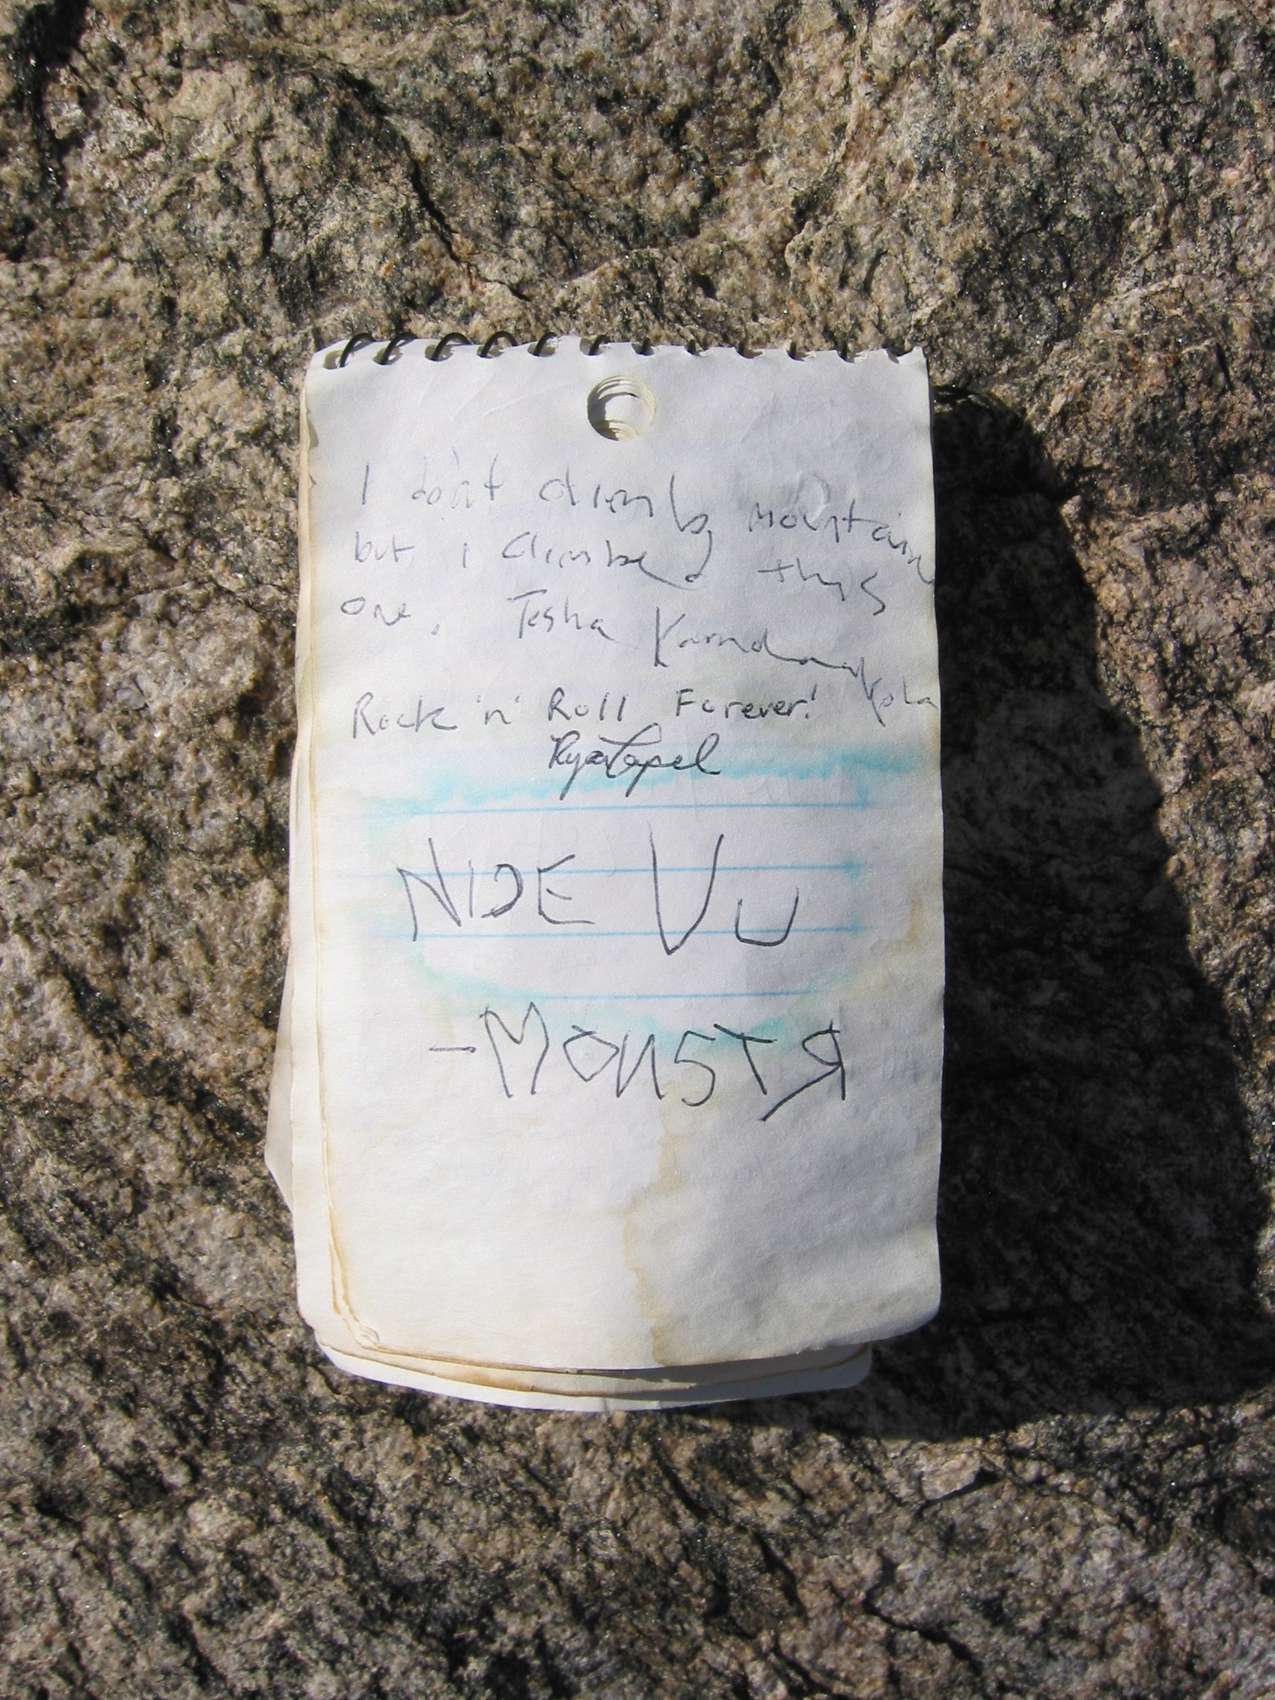 I don't climb mountains
but i climbed this
one. Tesha
Rock 'n' Roll Forever!
NIDE VU
-MONSTR